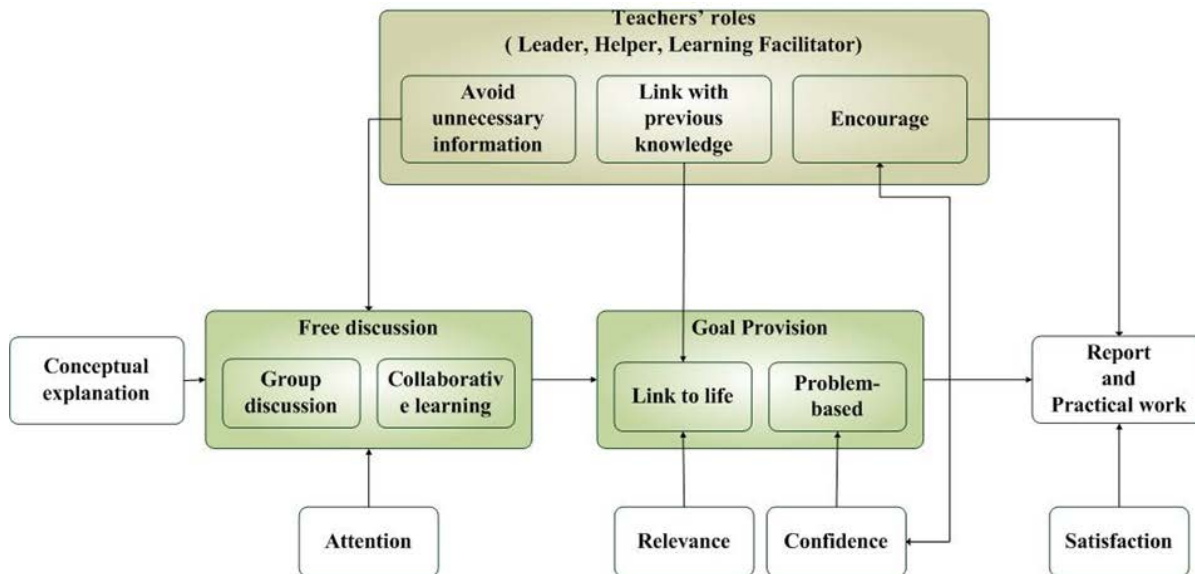 Teachers’ roles
( Leader, Helper, Learning Facilitator)
Avoid
unnecessary
information
Link with
previous
knowledge
Encourage
Free discussion
Group
discussion
Collaborativ
e learning
Goal Provision
Link to life
Problem-
based
Conceptual
explanation
Report
and
Practical work
Attention
Relevance
Confidence
Satisfaction